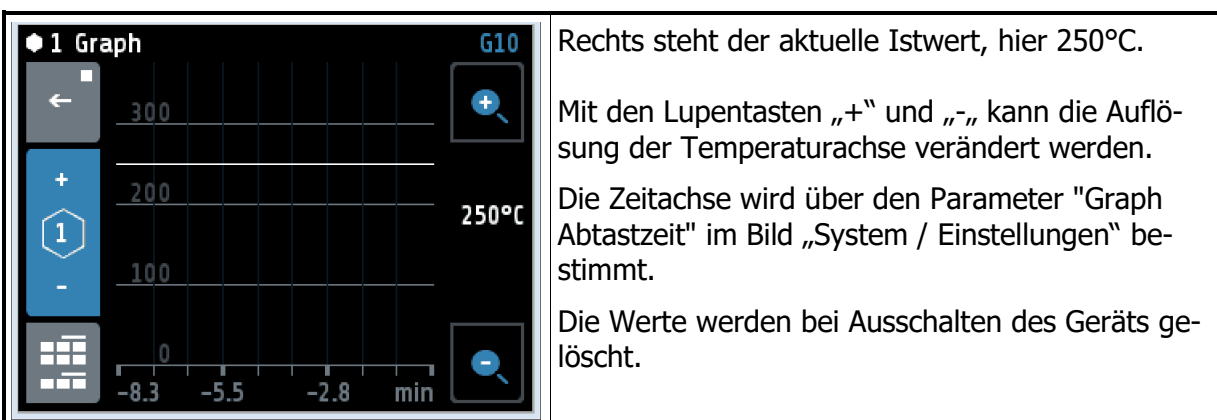 1 Graph
G10
300
+
+
200
1
250°C
100
-
0
-
-8.3
-5.5
-2.8
min
Rechts steht der aktuelle Istwert, hier 250°C.
Mit den Lupentasten „+“ und „-„ kann die Auflö-
sung der Temperaturachse verändert werden.
Die Zeitachse wird über den Parameter "Graph
Abtastzeit" im Bild „System / Einstellungen“ be-
stimmt.
Die Werte werden bei Ausschalten des Geräts ge-
löscht.